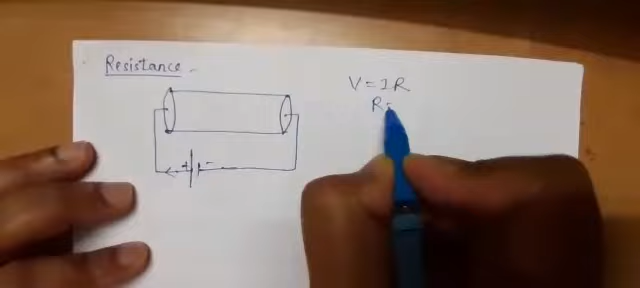 Resistance.
V = IR
R =
+ -